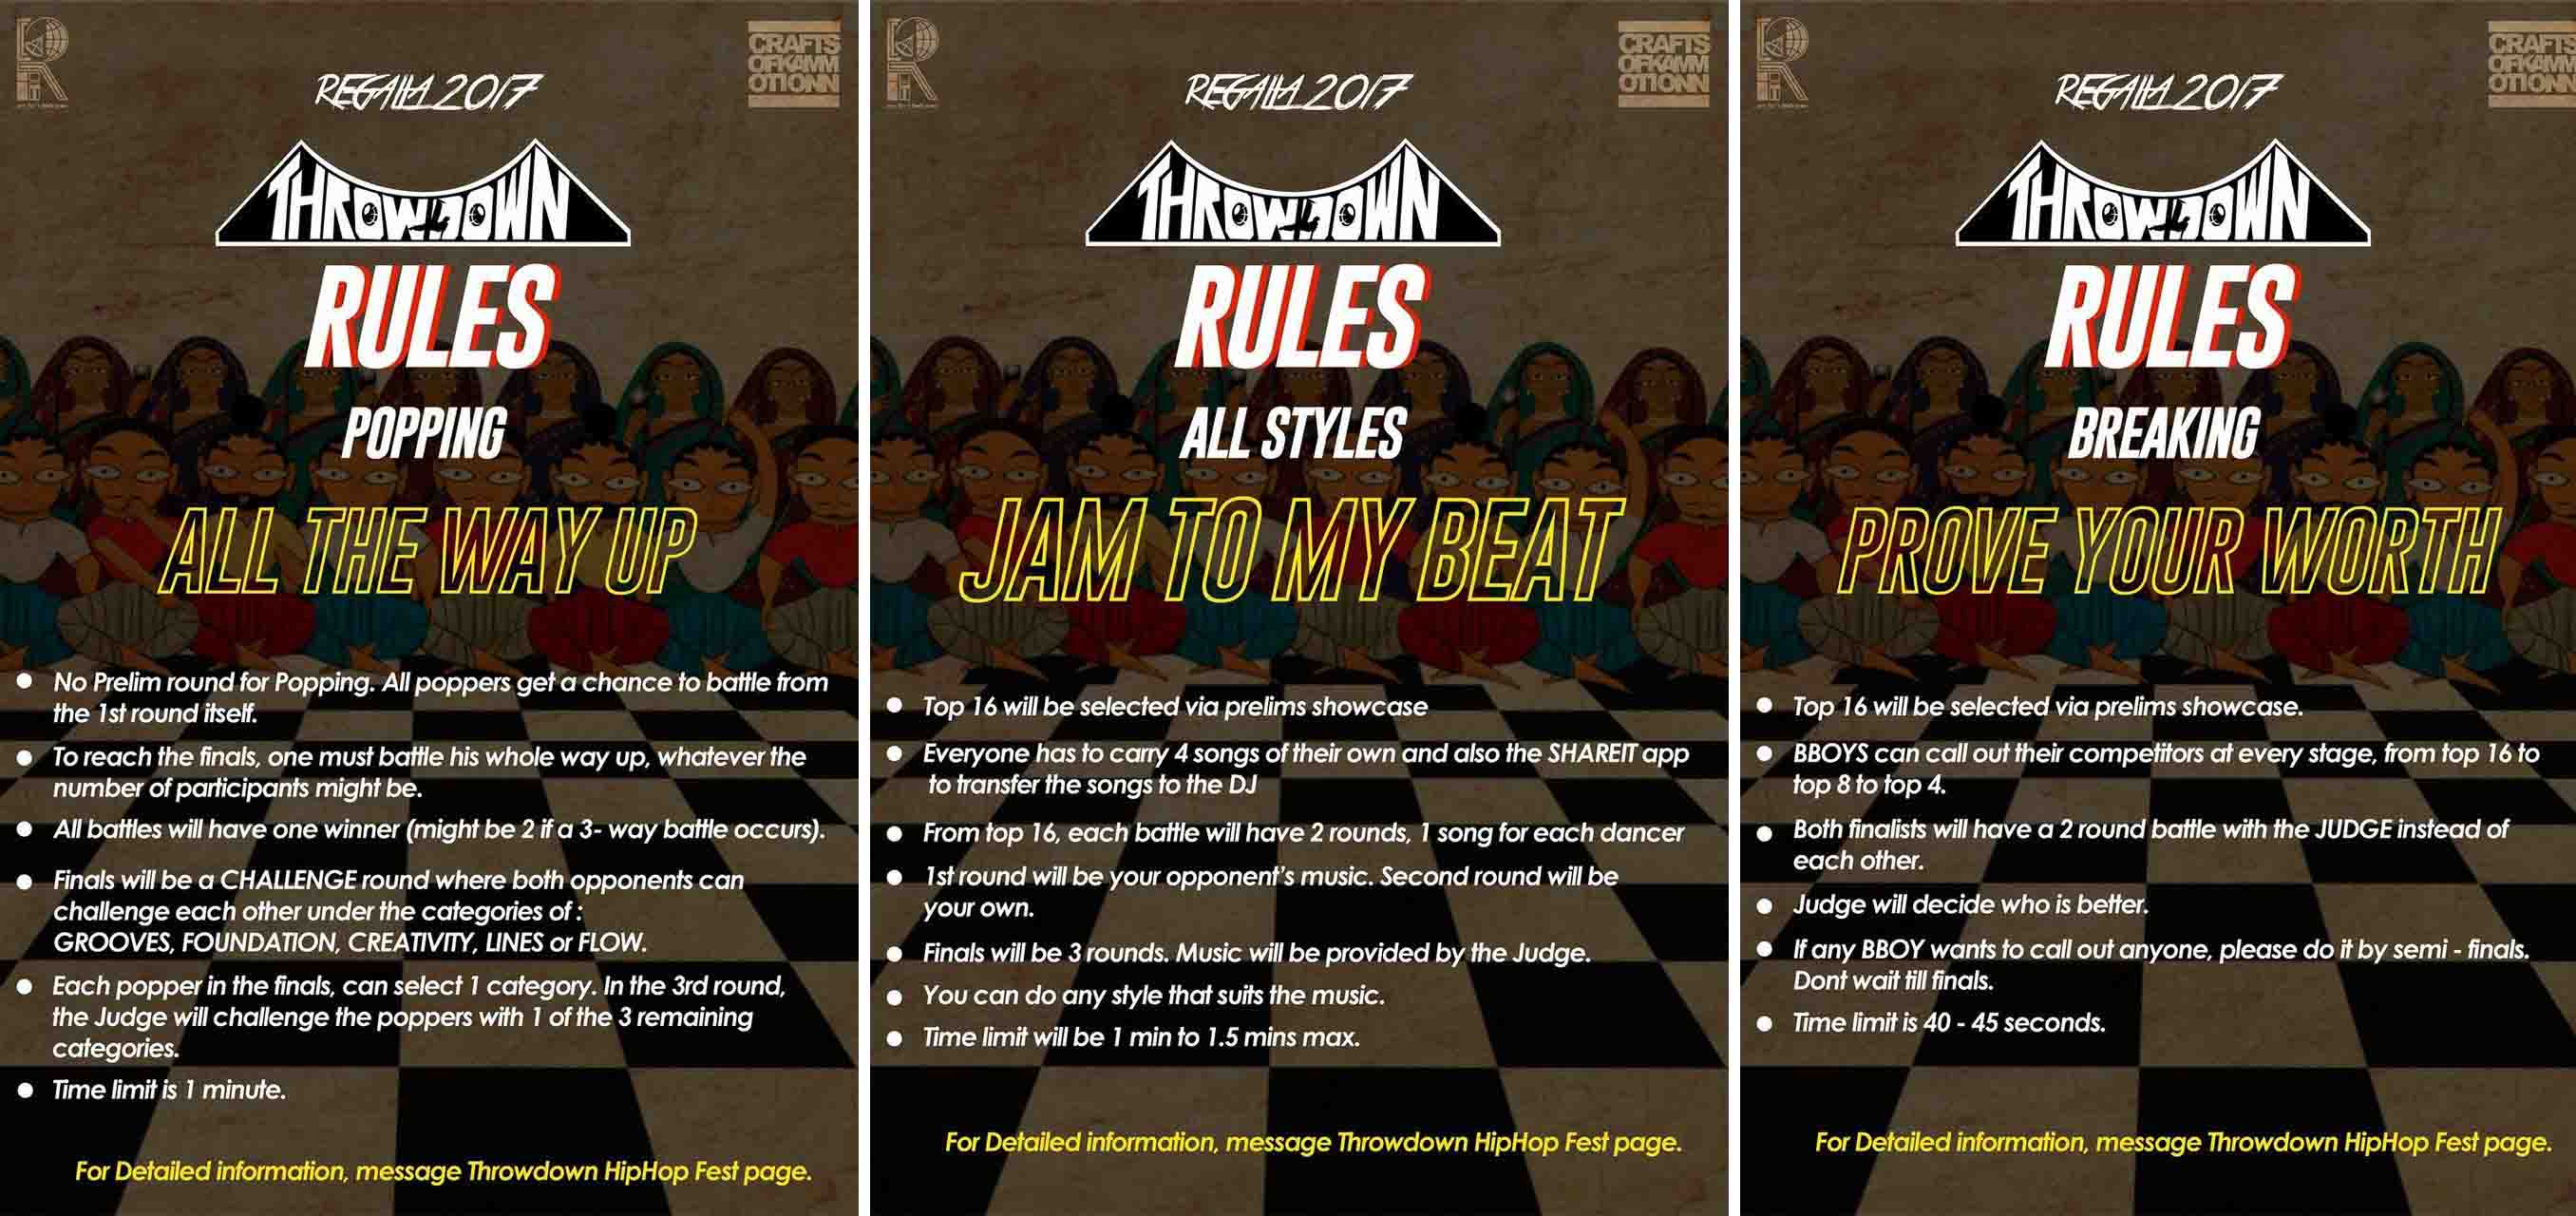 CRAFTS
OFKAMM
OTIONN
REGALIA 2017
THROWDOWN
RULES
POPPING
ALL THE WAY UP
● No Prelim round for Popping. All poppers get a chance to battle from
the 1st round itself.
● To reach the finals, one must battle his whole way up, whatever the
number of participants might be.
● All battles will have one winner (might be 2 if a 3- way battle occurs).
● Finals will be a CHALLENGE round where both opponents can
challenge each other under the categories of :
GROOVES, FOUNDATION, CREATIVITY, LINES or FLOW.
● Each popper in the finals, can select 1 category. In the 3rd round,
the Judge will challenge the poppers with 1 of the 3 remaining
categories.
● Time limit is 1 minute.
For Detailed information, message Throwdown HipHop Fest page.
CRAFTS
OFKAMM
OTIONN
REGALIA 2017
THROWDOWN
RULES
ALL STYLES
JAM TO MY BEAT
● Top 16 will be selected via prelims showcase
● Everyone has to carry 4 songs of their own and also the SHAREIT app
to transfer the songs to the DJ
● From top 16, each battle will have 2 rounds, 1 song for each dancer
● 1st round will be your opponent's music. Second round will be
your own.
● Finals will be 3 rounds. Music will be provided by the Judge.
● You can do any style that suits the music.
● Time limit will be 1 min to 1.5 mins max.
For Detailed information, message Throwdown HipHop Fest page.
CRAFTS
OFKAMM
OTIONN
REGALIA 2017
THROWDOWN
RULES
BREAKING
PROVE YOUR WORTH
● Top 16 will be selected via prelims showcase.
● BBOYS can call out their competitors at every stage, from top 16 to
top 8 to top 4.
● Both finalists will have a 2 round battle with the JUDGE instead of
each other.
● Judge will decide who is better.
● If any BBOY wants to call out anyone, please do it by semi - finals.
Dont wait till finals.
● Time limit is 40 - 45 seconds.
For Detailed information, message Throwdown HipHop Fest page.